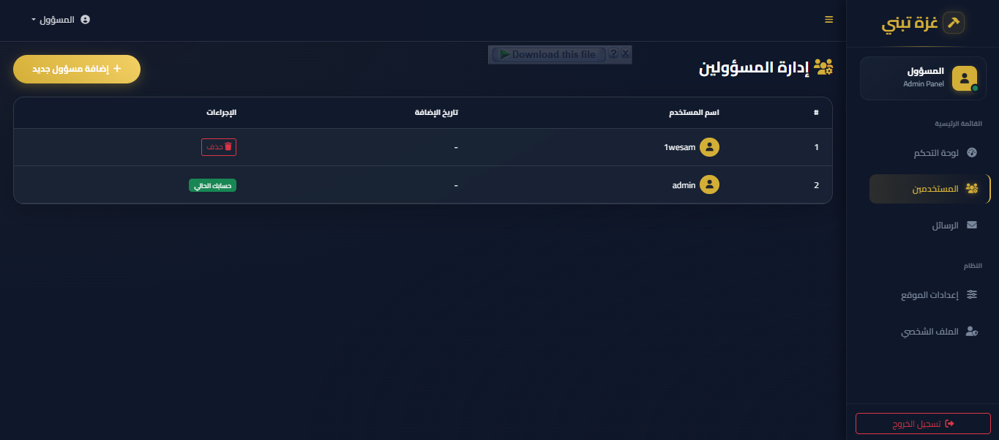 غزة تبني
المسؤول
Download this file ? X
المسؤول
Admin Panel
إدارة المسؤولين
إضافة مسؤول جديد +
# اسم المستخدم تاريخ الإضافة الإجراءات
1 1wesam - حذف
2 admin - حسابك الحالي
القائمة الرئيسية
لوحة التحكم
المستخدمين
الرسائل
النظام
إعدادات الموقع
الملف الشخصي
تسجيل الخروج